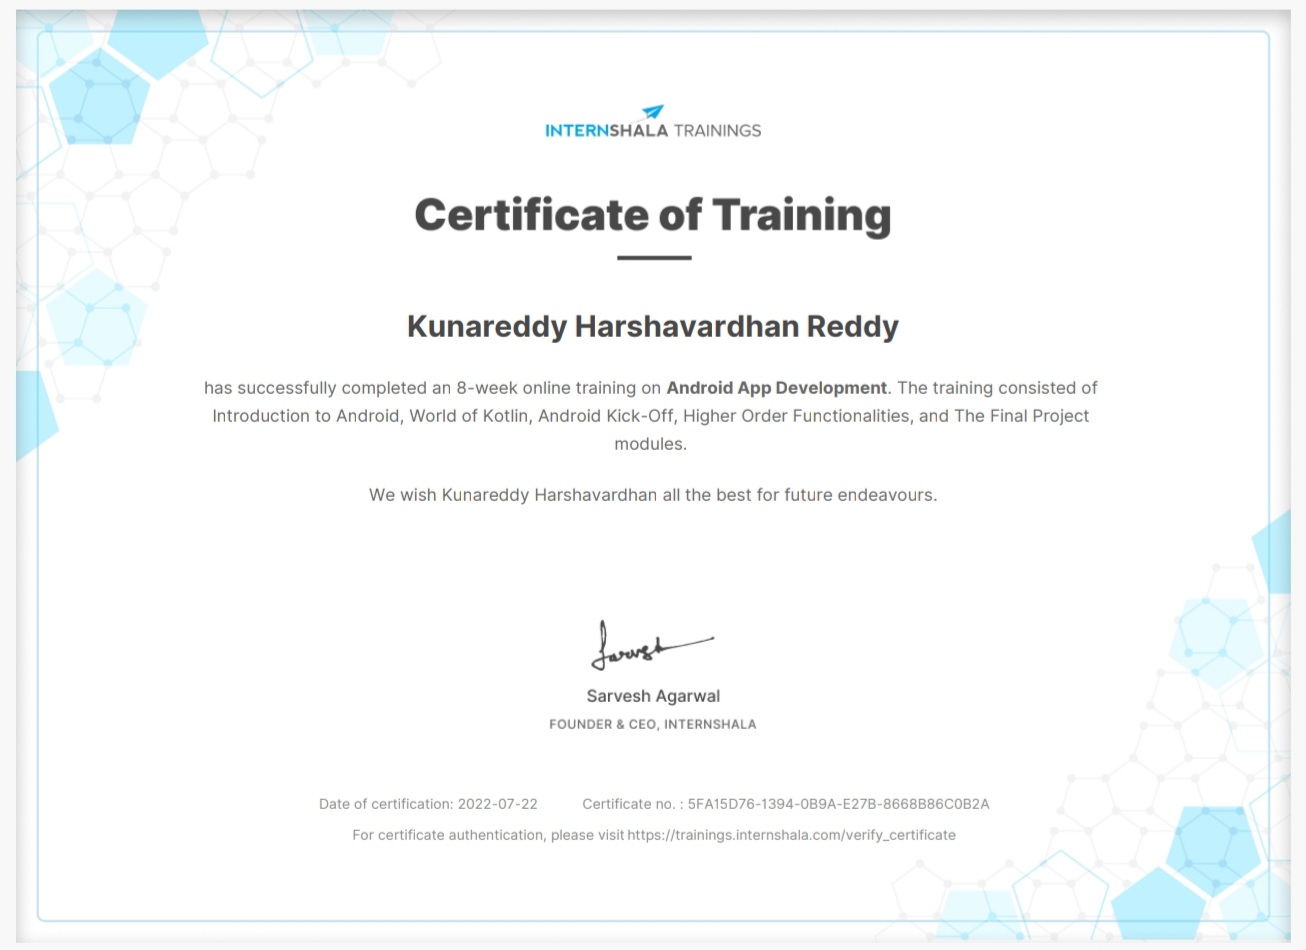 INTERNSHALA TRAININGS
Certificate of Training
Kunareddy Harshavardhan Reddy
has successfully completed an 8-week online training on Android App Development. The training consisted of
Introduction to Android, World of Kotlin, Android Kick-Off, Higher Order Functionalities, and The Final Project
modules.
We wish Kunareddy Harshavardhan all the best for future endeavours.
Sarvesh
Sarvesh Agarwal
FOUNDER & CEO, INTERNSHALA
Date of certification: 2022-07-22 Certificate no. : 5FA15D76-1394-0B9A-E27B-8668B86C0B2A
For certificate authentication, please visit https://trainings.internshala.com/verify_certificate